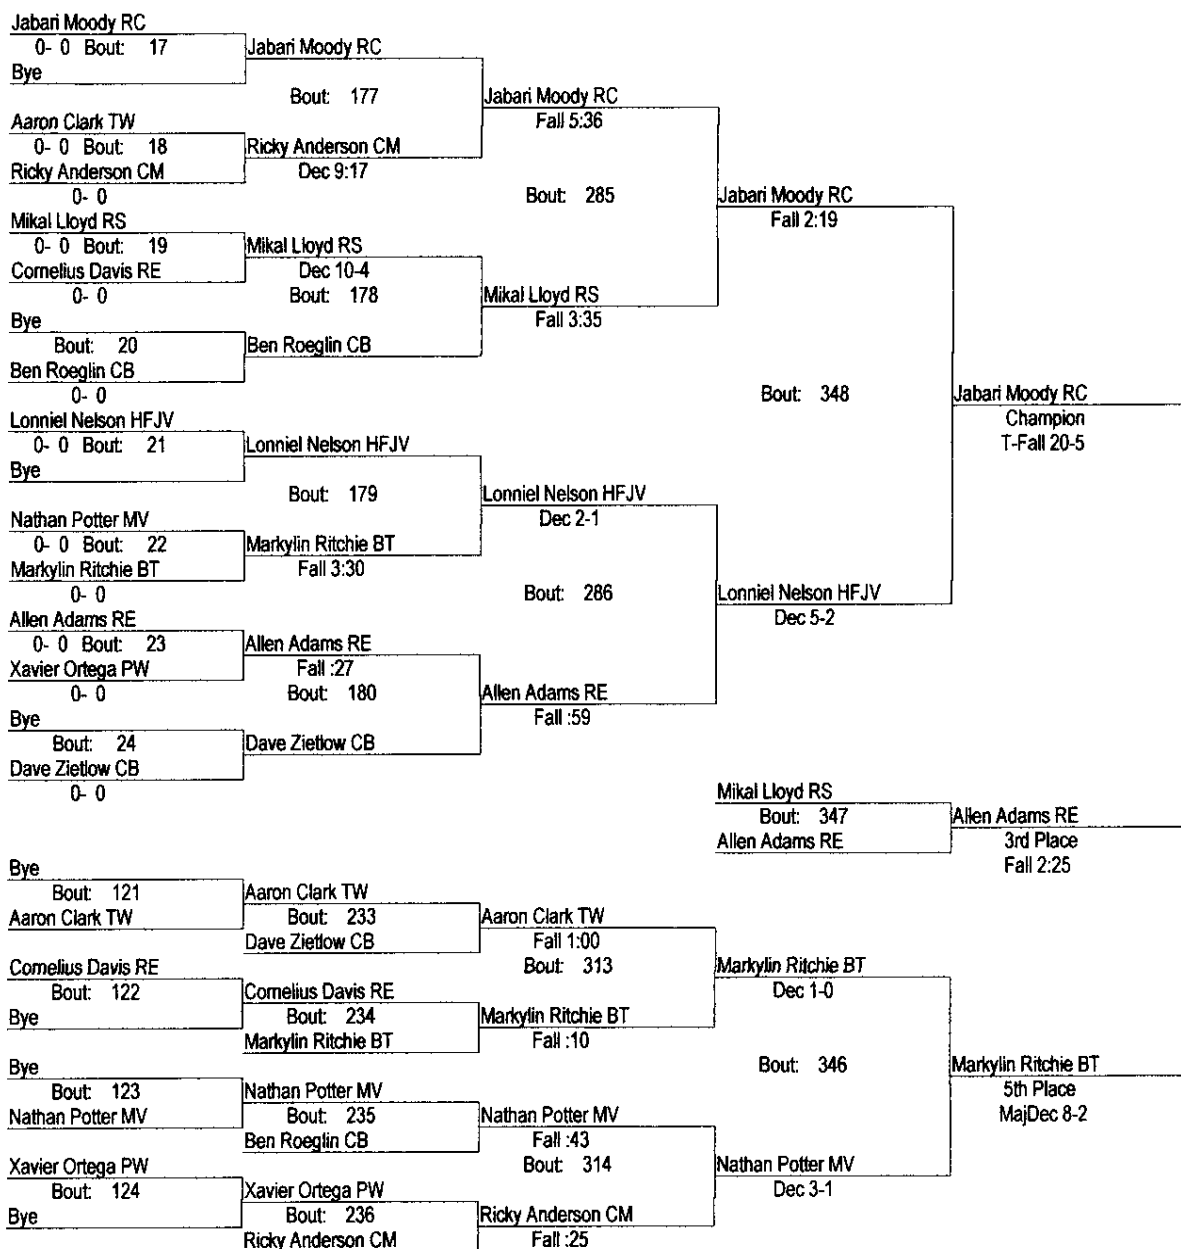 Jabari Moody RC
0- 0 Bout: 17
Bye
Jabari Moody RC
Bout: 177
Aaron Clark TW
0- 0 Bout: 18
Ricky Anderson CM
0- 0
Ricky Anderson CM
Dec 9:17
Jabari Moody RC
Fall 5:36
Bout: 285
Mikal Lloyd RS
0- 0 Bout: 19
Cornelius Davis RE
0- 0
Mikal Lloyd RS
Dec 10-4
Bout: 178
Bye
Bout: 20
Ben Roeglin CB
0- 0
Ben Roeglin CB
Mikal Lloyd RS
Fall 3:35
Jabari Moody RC
Fall 2:19
Bout: 348
Lonniel Nelson HFJV
0- 0 Bout: 21
Bye
Lonniel Nelson HFJV
Bout: 179
Nathan Potter MV
0- 0 Bout: 22
Markylin Ritchie BT
0- 0
Markylin Ritchie BT
Fall 3:30
Lonniel Nelson HFJV
Dec 2-1
Bout: 286
Allen Adams RE
0- 0 Bout: 23
Xavier Ortega PW
0- 0
Allen Adams RE
Fall :27
Bout: 180
Bye
Bout: 24
Dave Zietlow CB
0- 0
Dave Zietlow CB
Allen Adams RE
Fall :59
Lonniel Nelson HFJV
Dec 5-2
Jabari Moody RC
Champion
T-Fall 20-5
Mikal Lloyd RS
Bout: 347
Allen Adams RE
Allen Adams RE
3rd Place
Fall 2:25
Bye
Bout: 121
Aaron Clark TW
Aaron Clark TW
Bout: 233
Dave Zietlow CB
Aaron Clark TW
Fall 1:00
Bout: 313
Cornelius Davis RE
Bout: 122
Bye
Cornelius Davis RE
Bout: 234
Markylin Ritchie BT
Markylin Ritchie BT
Fall :10
Markylin Ritchie BT
Dec 1-0
Bout: 346
Bye
Bout: 123
Nathan Potter MV
Nathan Potter MV
Bout: 235
Ben Roeglin CB
Nathan Potter MV
Fall :43
Bout: 314
Xavier Ortega PW
Bout: 124
Bye
Xavier Ortega PW
Bout: 236
Ricky Anderson CM
Ricky Anderson CM
Fall :25
Nathan Potter MV
Dec 3-1
Markylin Ritchie BT
5th Place
MajDec 8-2